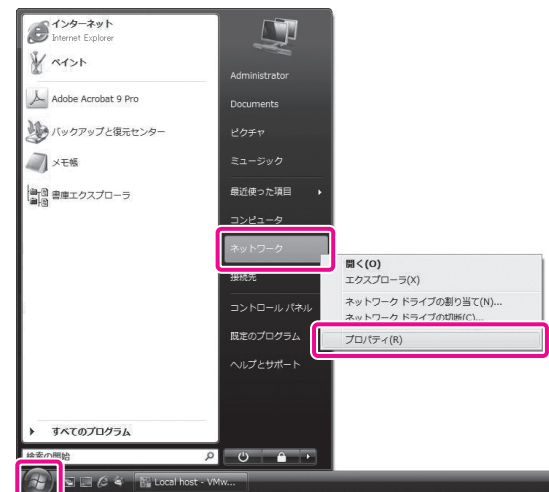 インターネット
Internet Explorer
ペイント
Adobe Acrobat 9 Pro
バックアップと復元センター
メモ帳
書庫エクスプローラ
すべてのプログラム
検索の開始
Administrator
Documents
ピクチャ
ミュージック
最近使った項目
コンピュータ
ネットワーク
接続先
コントロール パネル
既定のプログラム
ヘルプとサポート
開く(O)
エクスプローラ(X)
ネットワーク ドライブの割り当て(N)...
ネットワーク ドライブの切断(C)...
プロパティ(R)
Local host - VMw...